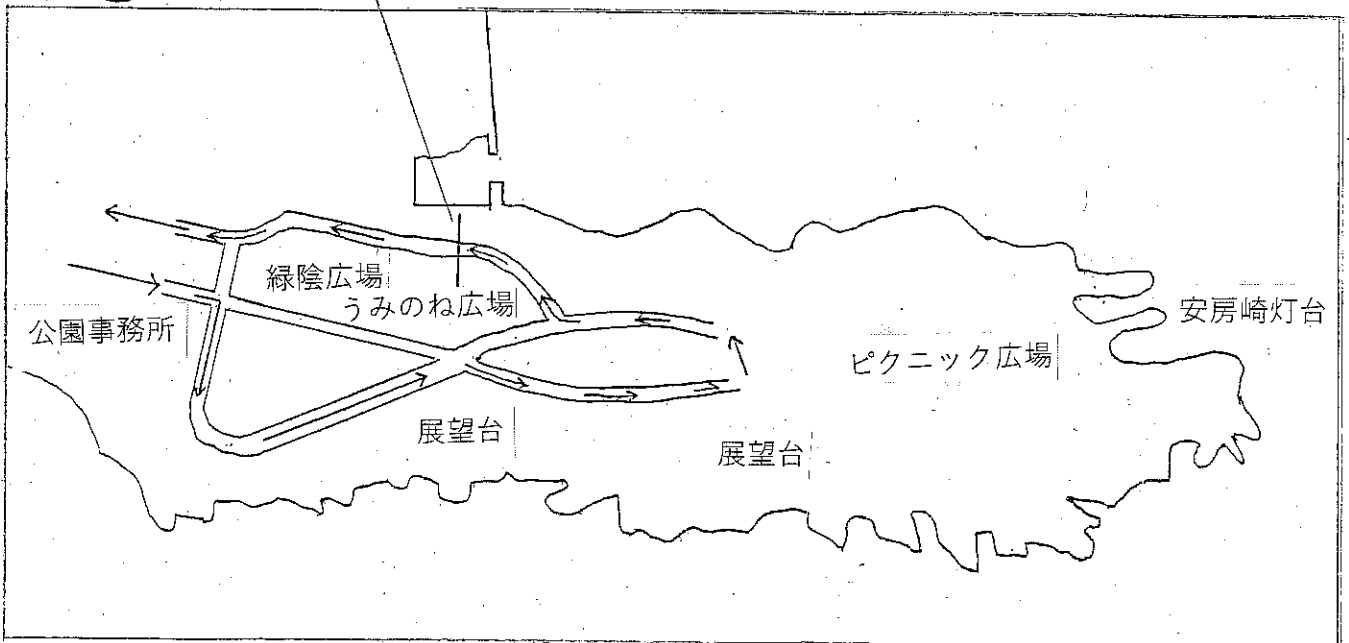 緑陰広場
うみのね広場
公園事務所
安房崎灯台
ピクニック広場
展望台
展望台